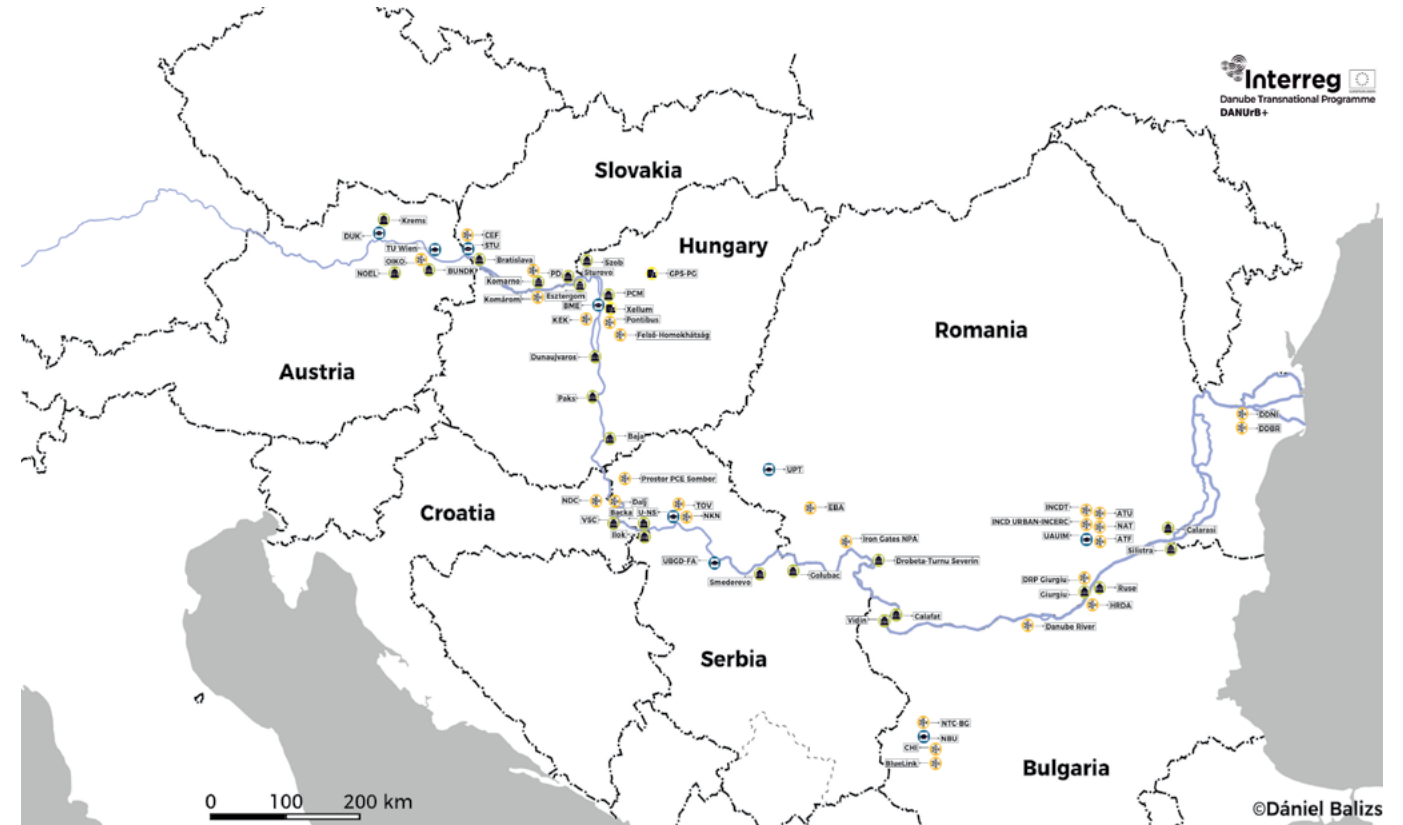 Interreg
Danube Transnational Programme
DANUrB+
Slovakia
Krems
DUK
CEF
STU
TU Wien
OIKO
NOEL
BUNDK
Bratislava
Hungary
Szob
Sturovo
GPS-PG
PD
Komarno
Komárom
Esztergom
BME
PCM
Xellum
Pontibus
KEK
Felső-Homokhátság
Romania
Dunaujvaros
Austria
Paks
DDNI
DDBR
Baja
UPT
Prostor PCE Sombor
NDC
Dalj
TOV
Croatia
Backa
U-NS
NKN
VSC
Ilok
EBA
INCDT
ATU
INCD URBAN-INCERC
NAT
UAUIM
ATF
Calarasi
Silistra
Iron Gates NPA
UBGD-FA
Drobeta-Turnu Severin
Smederevo
Golubac
DRP Giurgiu
Giurgiu
Ruse
HRDA
Calafat
Vidin
Danube River
Serbia
NTC-BG
NBU
CHI
BlueLink
Bulgaria
0 100 200 km
©Dániel Balizs